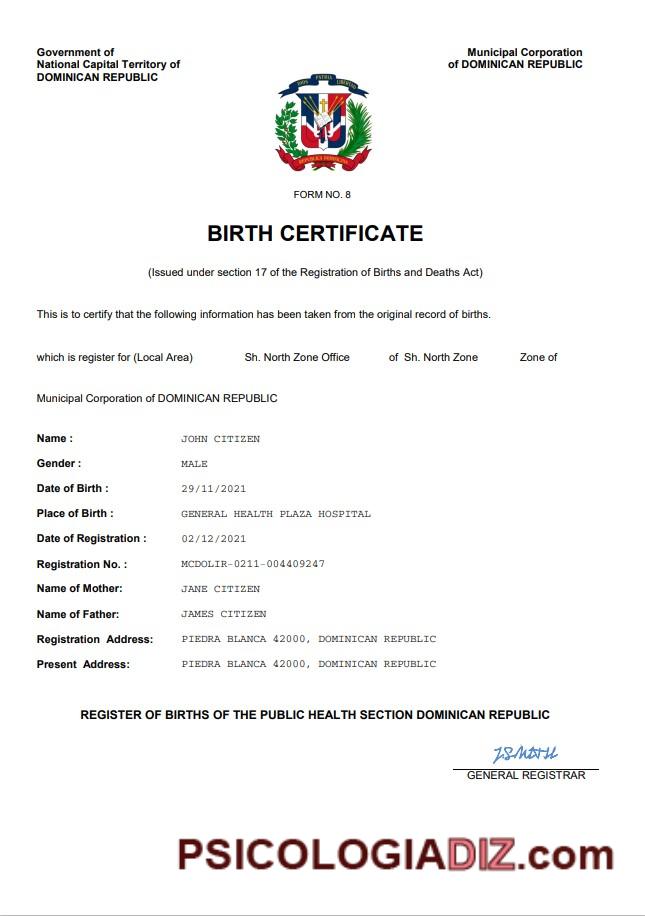 Government of
National Capital Territory of
DOMINICAN REPUBLIC
Municipal Corporation
of DOMINICAN REPUBLIC
DIOS PATRIA LIBERTAD
REPUBLICA DOMINICANA
FORM NO. 8
BIRTH CERTIFICATE
(Issued under section 17 of the Registration of Births and Deaths Act)
This is to certify that the following information has been taken from the original record of births.
which is register for (Local Area) Sh. North Zone Office of Sh. North Zone Zone of
Municipal Corporation of DOMINICAN REPUBLIC
Name : JOHN CITIZEN
Gender : MALE
Date of Birth : 29/11/2021
Place of Birth : GENERAL HEALTH PLAZA HOSPITAL
Date of Registration : 02/12/2021
Registration No. : MCDOLIR-0211-004409247
Name of Mother: JANE CITIZEN
Name of Father: JAMES CITIZEN
Registration Address: PIEDRA BLANCA 42000, DOMINICAN REPUBLIC
Present Address: PIEDRA BLANCA 42000, DOMINICAN REPUBLIC
REGISTER OF BIRTHS OF THE PUBLIC HEALTH SECTION DOMINICAN REPUBLIC
GENERAL REGISTRAR
PSICOLOGIADIZ.com